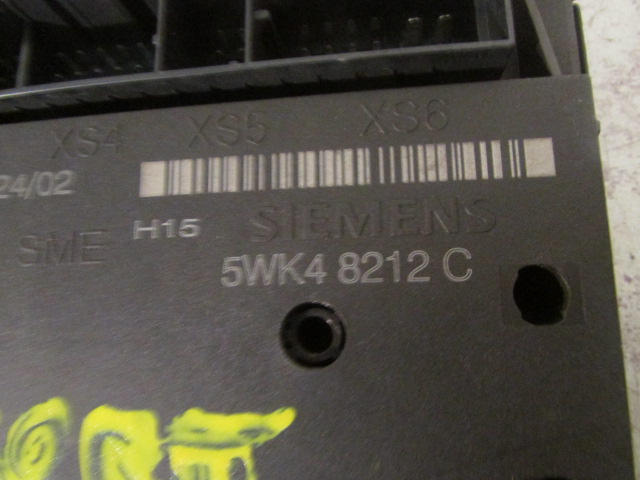 XS4 XS5 XS6
24/02
SME H15 SIEMENS
5WK4 8212 C